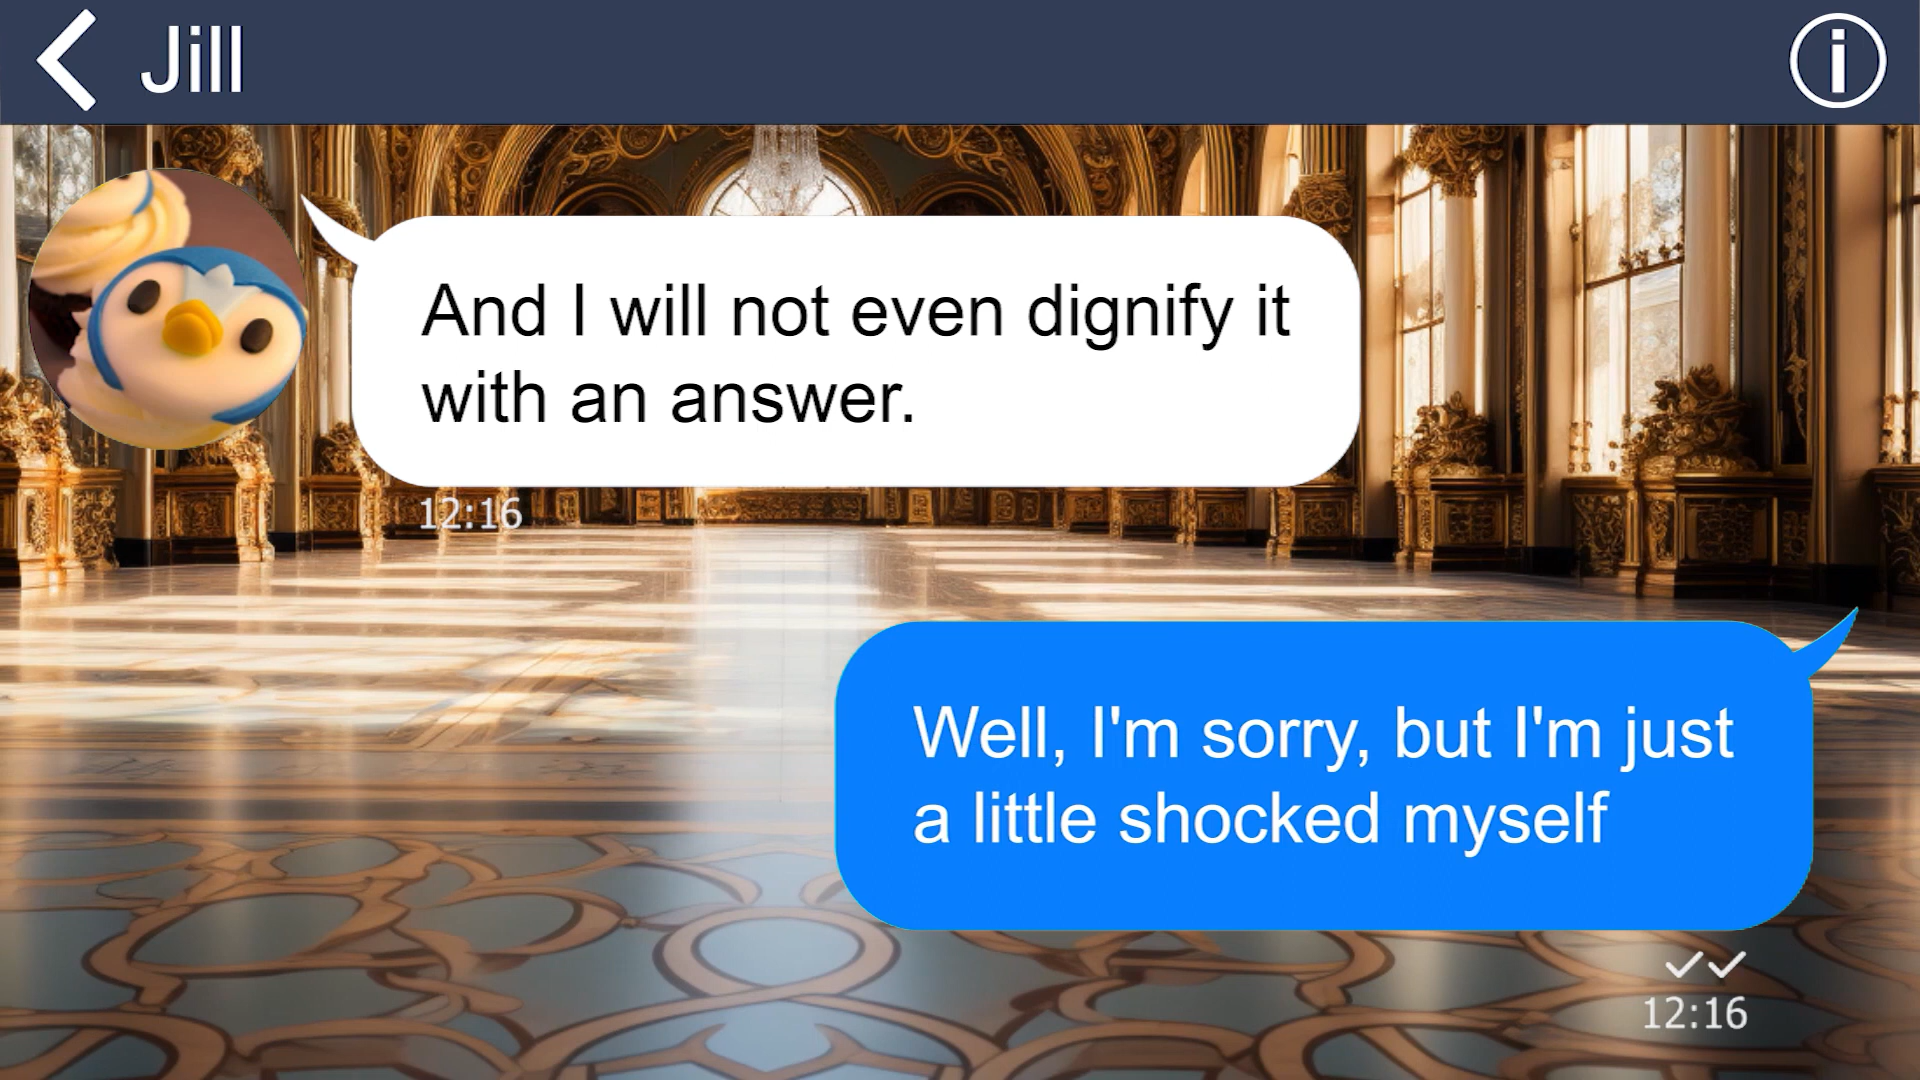 Jill
And I will not even dignify it
with an answer.
12:16
Well, I'm sorry, but I'm just
a little shocked myself
12:16